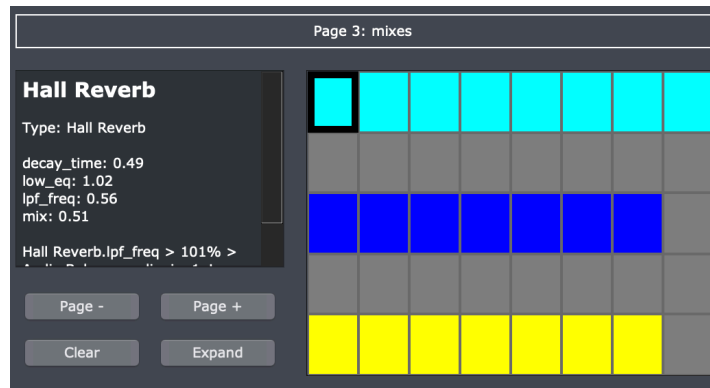 Page 3: mixes
Hall Reverb
Type: Hall Reverb
decay_time: 0.49
low_eq: 1.02
lpf_freq: 0.56
mix: 0.51
Hall Reverb.lpf_freq > 101% >
Page -
Page +
Clear
Expand